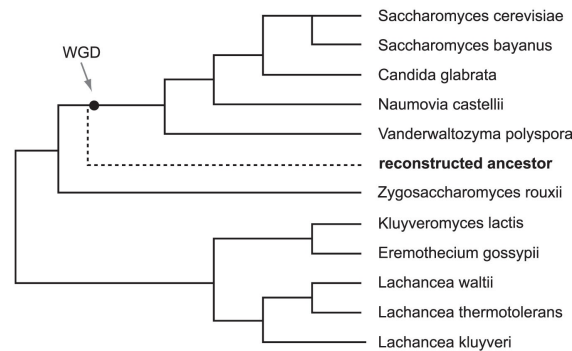 Saccharomyces cerevisiae
Saccharomyces bayanus
WGD
Candida glabrata
Naumovia castellii
Vanderwaltozyma polyspora
reconstructed ancestor
Zygosaccharomyces rouxii
Kluyveromyces lactis
Eremothecium gossypii
Lachancea waltii
Lachancea thermotolerans
Lachancea kluyveri